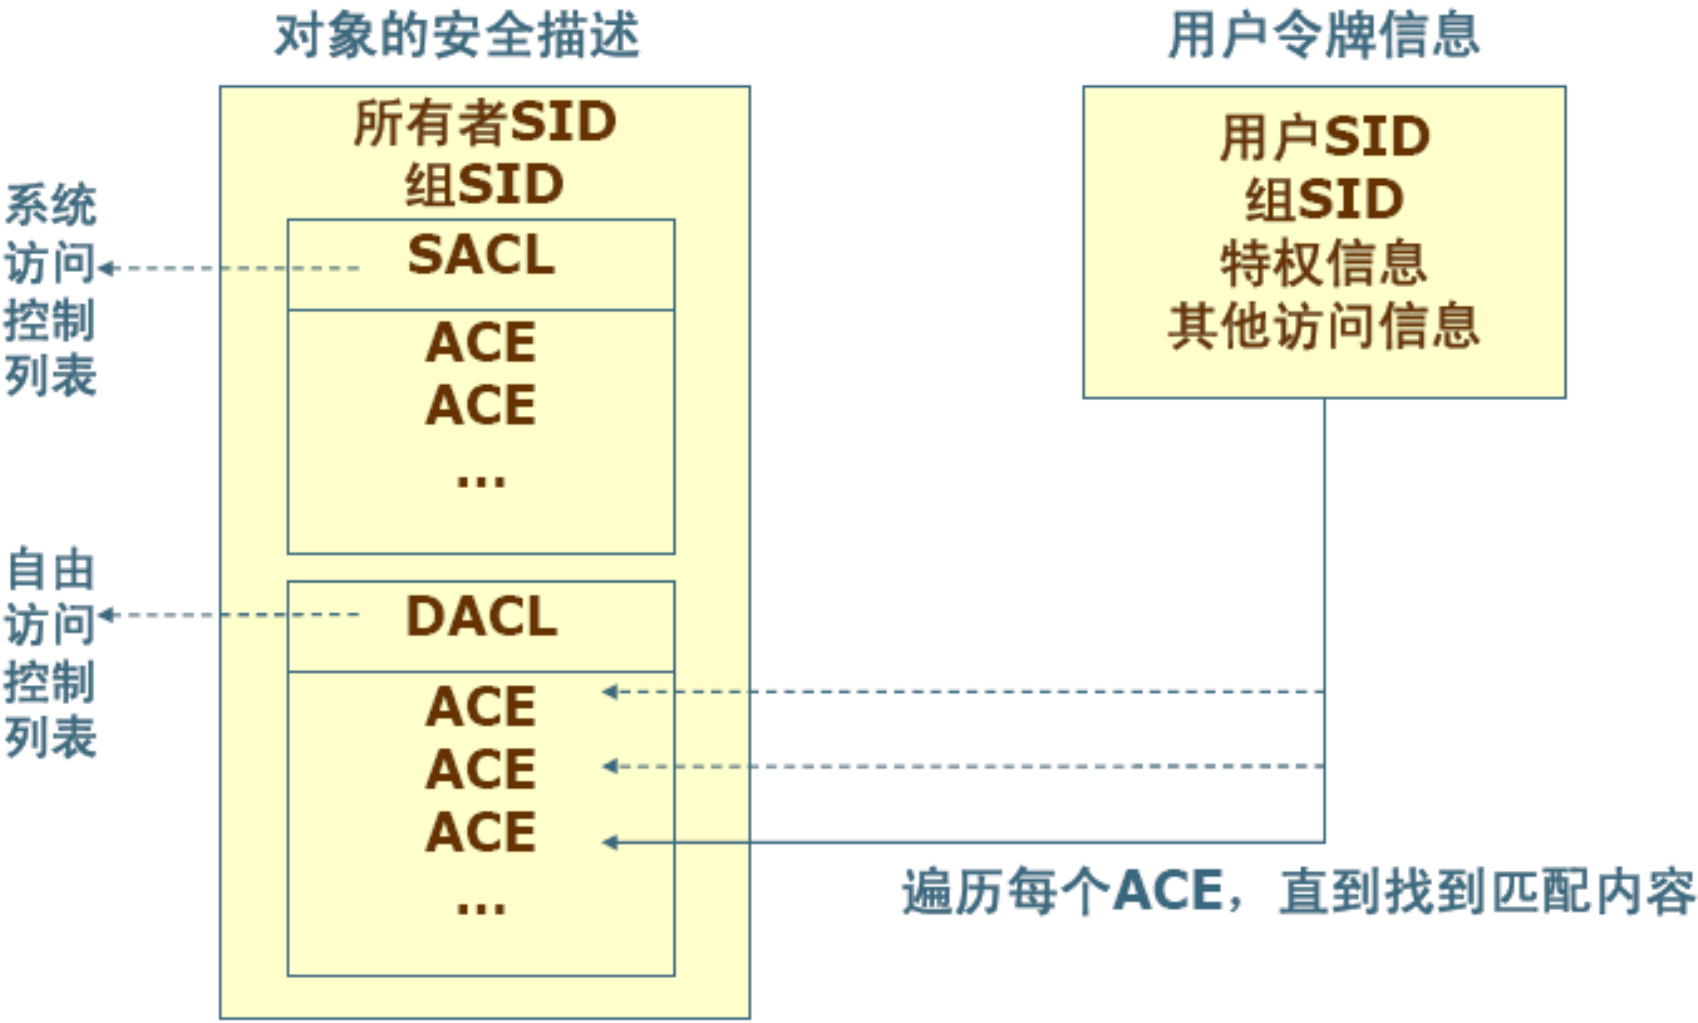 对象的安全描述
所有者SID
组SID
SACL
ACE
ACE
...
DACL
ACE
ACE
ACE
...
系统
访问
控制
列表
自由
访问
控制
列表
用户令牌信息
用户SID
组SID
特权信息
其他访问信息
遍历每个ACE，直到找到匹配内容